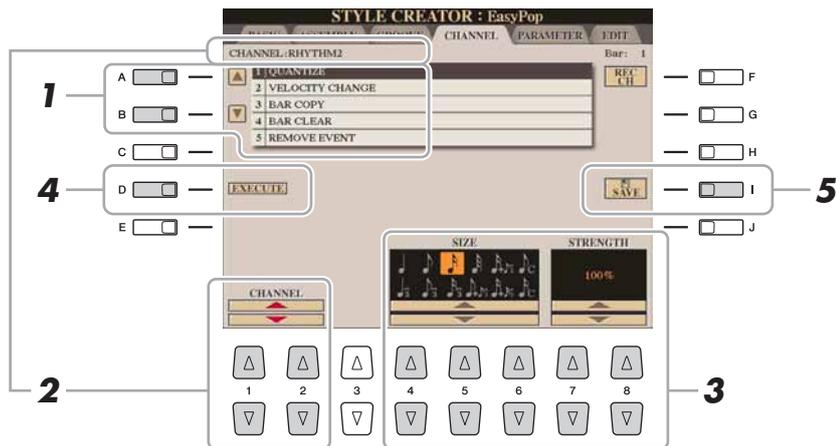 STYLE CREATOR : EasyPop
BASIC ASSEMBLY GROOVE CHANNEL PARAMETER EDIT
CHANNEL:RHYTHM2 Bar: 1
1 QUANTIZE
2 VELOCITY CHANGE
3 BAR COPY
4 BAR CLEAR
5 REMOVE EVENT
REC CH
EXECUTE
SAVE
SIZE
STRENGTH
100%
CHANNEL
A
B
C
D
E
F
G
H
I
J
1
4
5
2
3
1 2 3 4 5 6 7 8